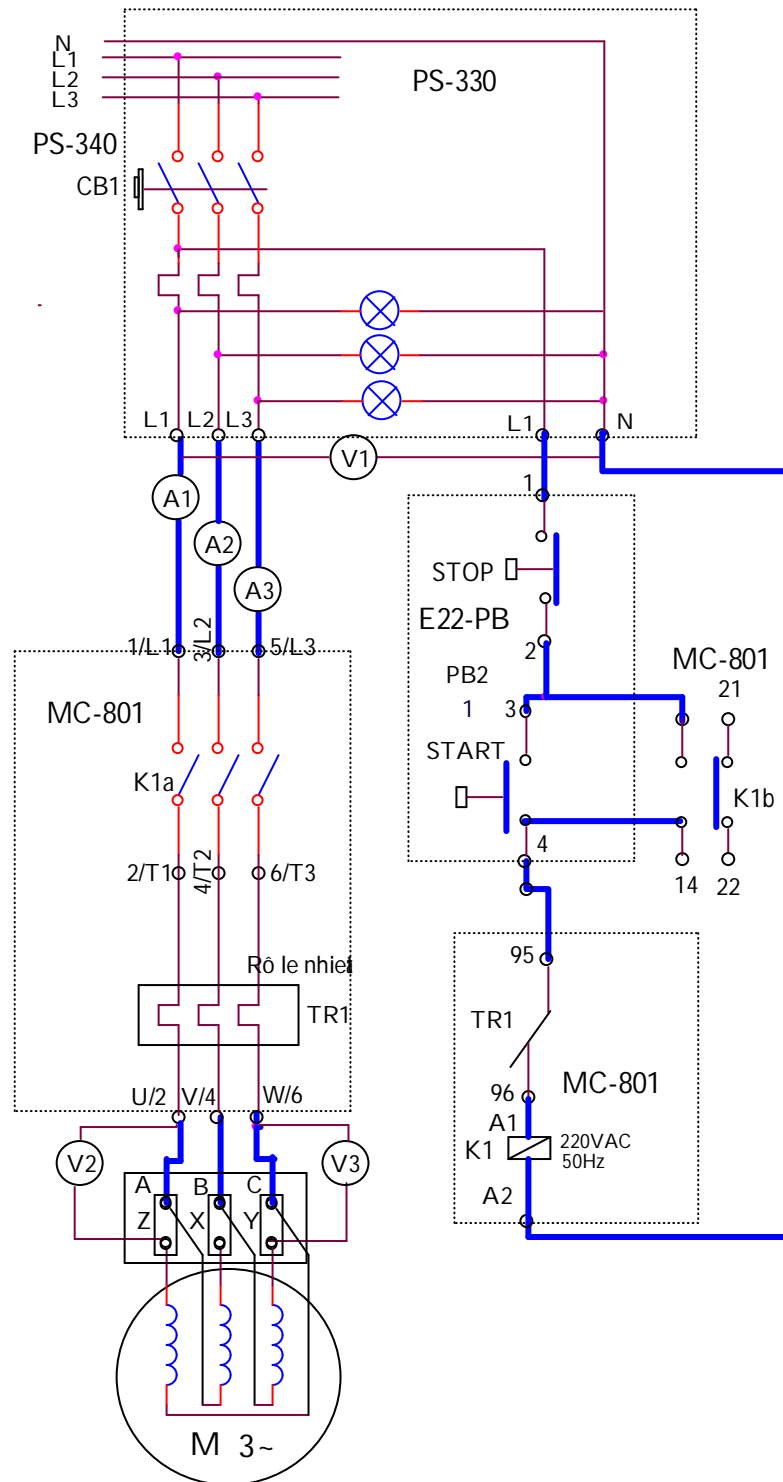 N
L1
L2
L3
PS-330
PS-340
CB1
L1 L2 L3
L1
N
V1
A1
A2
A3
1
STOP
E22-PB
2
PB2
1
3
START
4
MC-801
21
K1b
14
22
1/L1
3/L2
5/L3
MC-801
K1a
2/T1
4/T2
6/T3
Rô le nhiet
TR1
U/2 V/4 W/6
V2
V3
A B C
Z X Y
M 3~
95
TR1
96
MC-801
A1
K1
220VAC
50Hz
A2